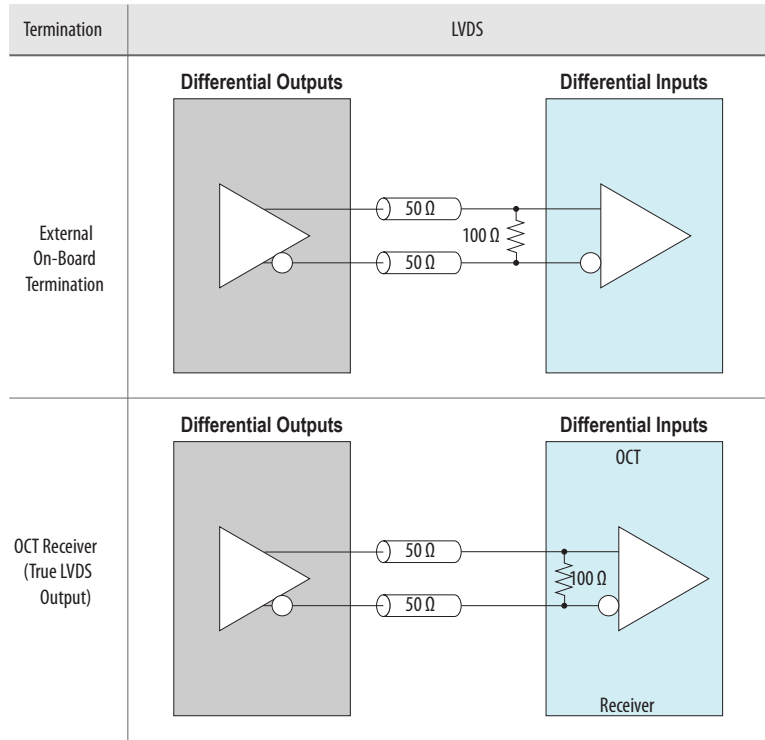 Termination
LVDS
Differential Outputs
Differential Inputs
External
On-Board
Termination
50 Ω
100 Ω
50 Ω
Differential Outputs
Differential Inputs
OCT
OCT Receiver
(True LVDS
Output)
50 Ω
100 Ω
50 Ω
Receiver